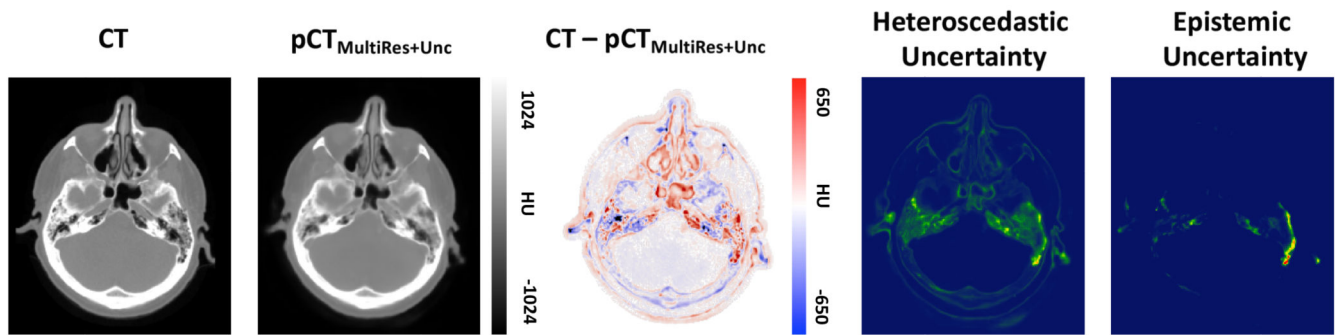 CT
pCTMultiRes+Unc
CT – pCTMultiRes+Unc
Heteroscedastic
Uncertainty
Epistemic
Uncertainty
1024
HU
-1024
650
HU
-650